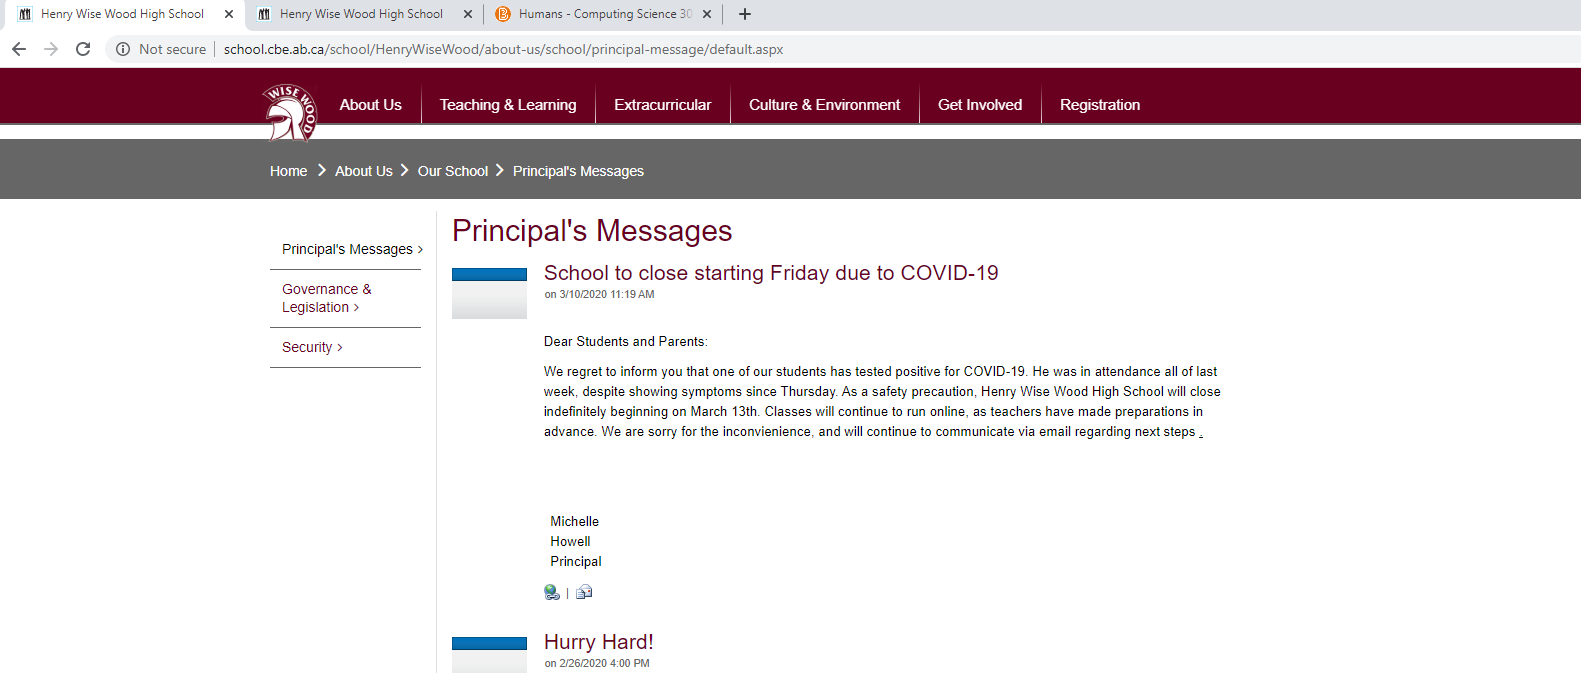 Henry Wise Wood High School
Henry Wise Wood High School
Humans - Computing Science 30
Not secure
school.cbe.ab.ca/school/HenryWiseWood/about-us/school/principal-message/default.aspx
WISE WOOD
About Us
Teaching & Learning
Extracurricular
Culture & Environment
Get Involved
Registration
Home > About Us > Our School > Principal's Messages
Principal's Messages >
Governance &
Legislation >
Security >
Principal's Messages
School to close starting Friday due to COVID-19
on 3/10/2020 11:19 AM
Dear Students and Parents:
We regret to inform you that one of our students has tested positive for COVID-19. He was in attendance all of last
week, despite showing symptoms since Thursday. As a safety precaution, Henry Wise Wood High School will close
indefinitely beginning on March 13th. Classes will continue to run online, as teachers have made preparations in
advance. We are sorry for the inconvienience, and will continue to communicate via email regarding next steps .
Michelle
Howell
Principal
|
Hurry Hard!
on 2/26/2020 4:00 PM